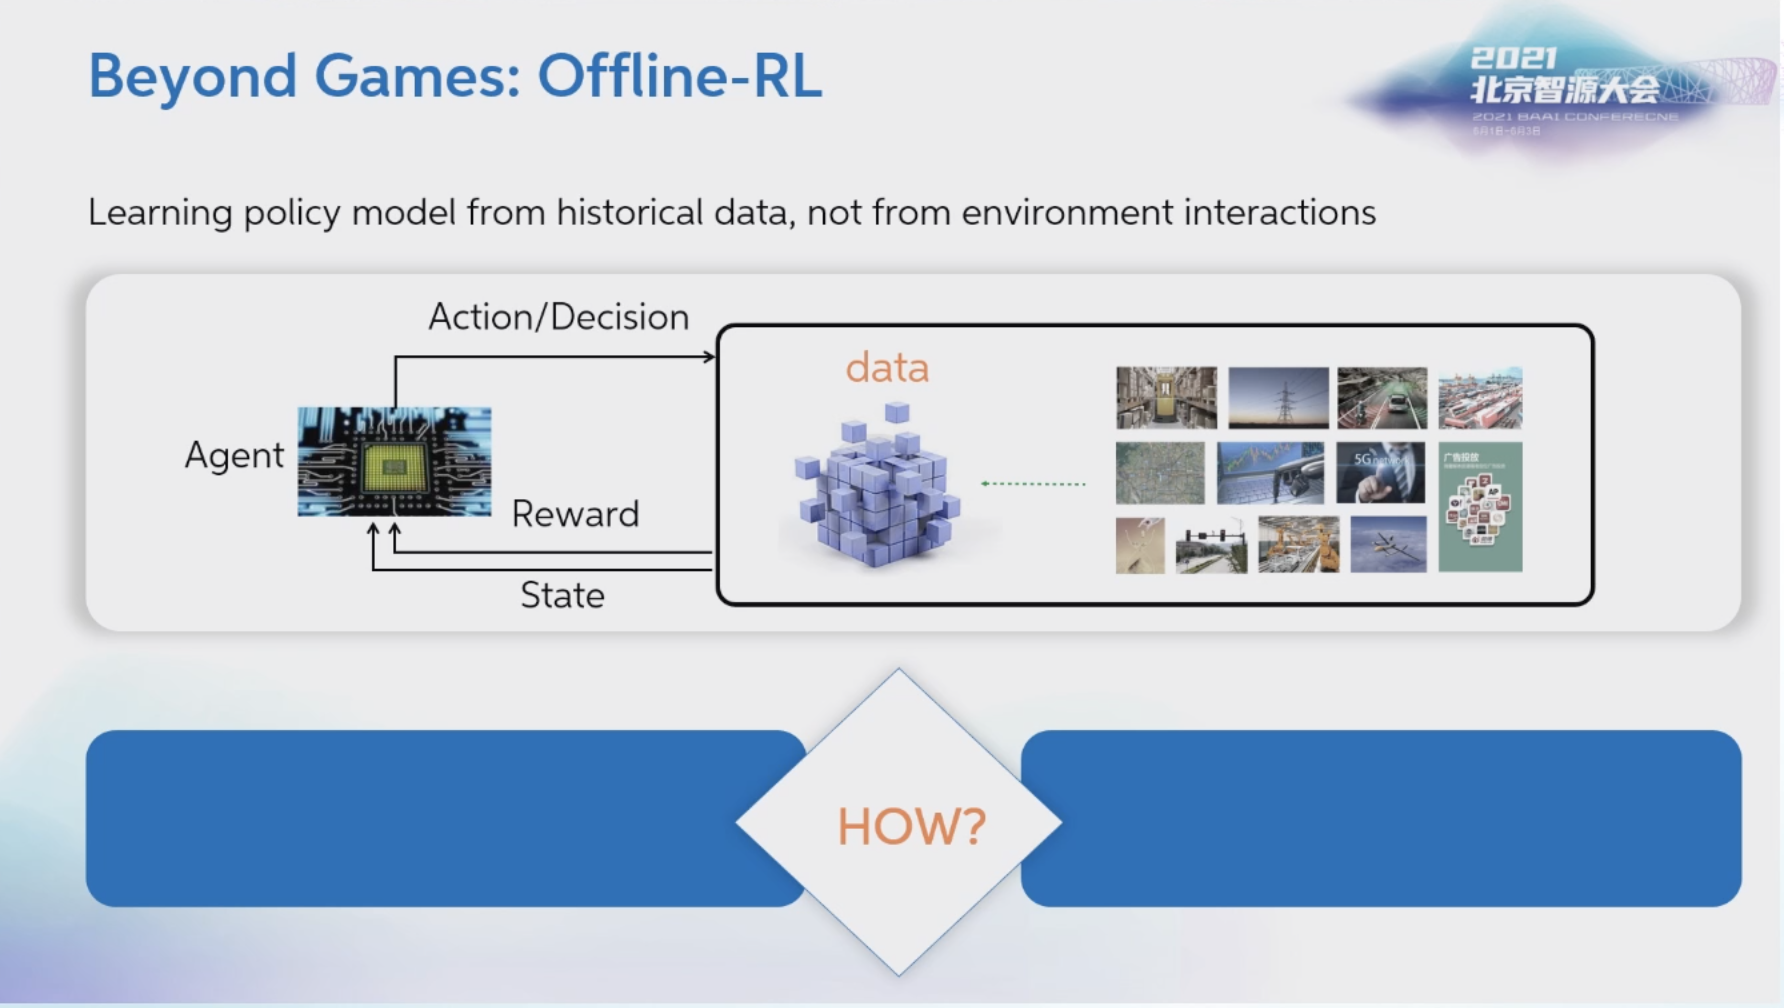 Beyond Games: Offline-RL
2021
北京智源大会
2021 BAAI CONFERECNE
6月1日-6月3日
Learning policy model from historical data, not from environment interactions
Action/Decision
data
Agent
5G network
广告投放
Reward
State
HOW?